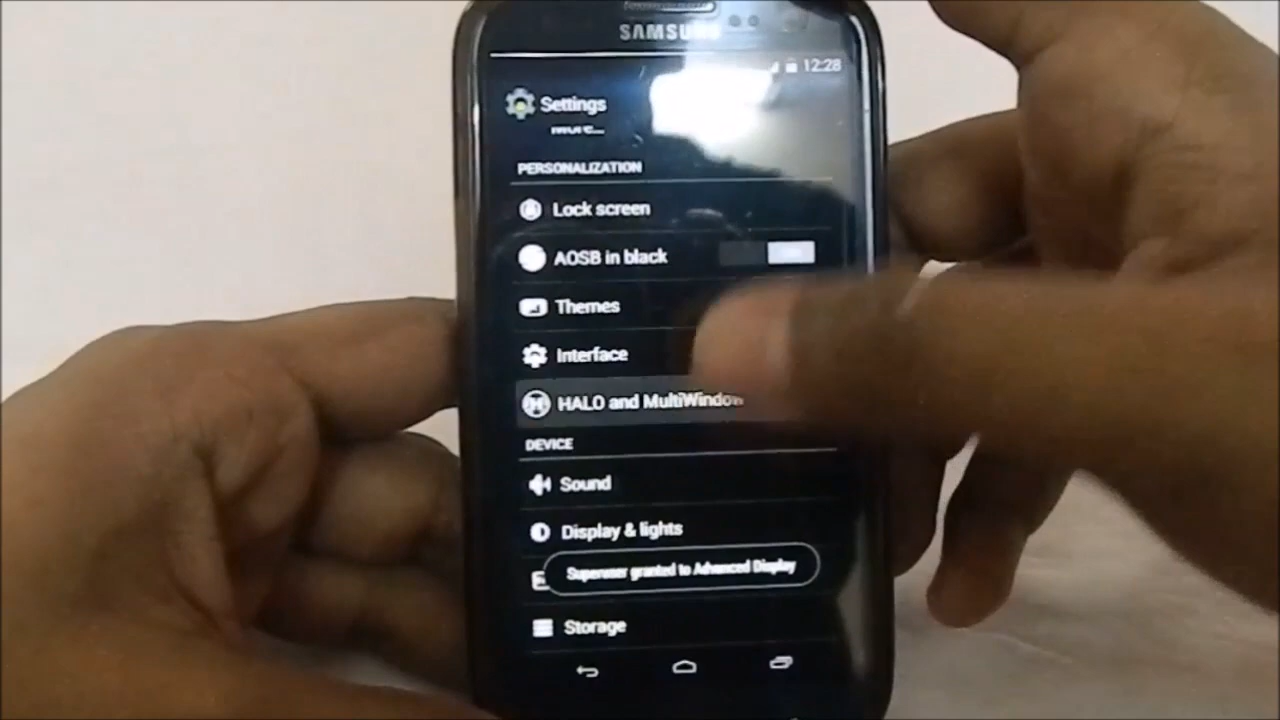 SAMSUNG
12:28
Settings
More...
PERSONALIZATION
Lock screen
AOSB in black
Themes
Interface
HALO and MultiWindow
DEVICE
Sound
Display & lights
Superuser granted to Advanced Display
Storage